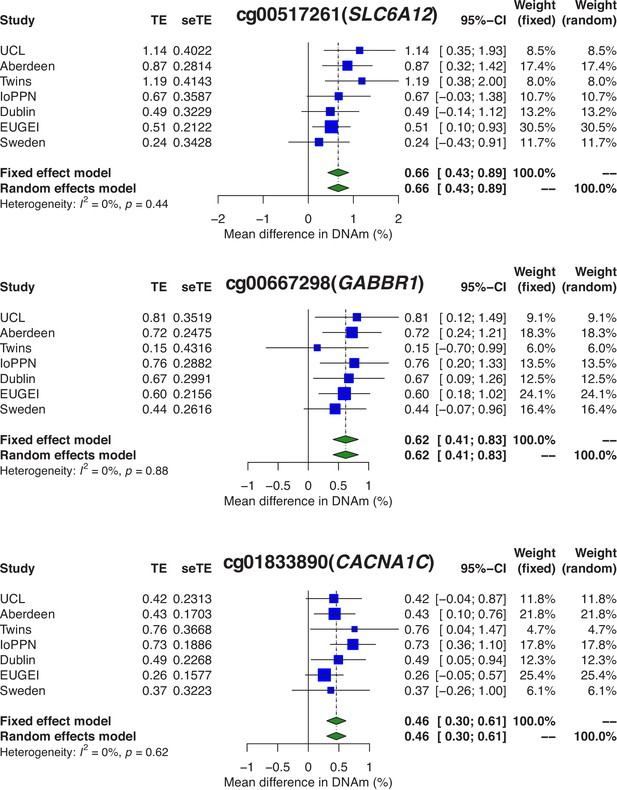 Study TE seTE cg00517261(SLC6A12) 95%−CI Weight (fixed) Weight (random)
UCL 1.14 0.4022 1.14 [ 0.35; 1.93] 8.5% 8.5%
Aberdeen 0.87 0.2814 0.87 [ 0.32; 1.42] 17.4% 17.4%
Twins 1.19 0.4143 1.19 [ 0.38; 2.00] 8.0% 8.0%
IoPPN 0.67 0.3587 0.67 [−0.03; 1.38] 10.7% 10.7%
Dublin 0.49 0.3229 0.49 [−0.14; 1.12] 13.2% 13.2%
EUGEI 0.51 0.2122 0.51 [ 0.10; 0.93] 30.5% 30.5%
Sweden 0.24 0.3428 0.24 [−0.43; 0.91] 11.7% 11.7%
Fixed effect model 0.66 [ 0.43; 0.89] 100.0% −−
Random effects model 0.66 [ 0.43; 0.89] −− 100.0%
Heterogeneity: I² = 0%, p = 0.44
−2 −1 0 1 2
Mean difference in DNAm (%)
Study TE seTE cg00667298(GABBR1) 95%−CI Weight (fixed) Weight (random)
UCL 0.81 0.3519 0.81 [ 0.12; 1.49] 9.1% 9.1%
Aberdeen 0.72 0.2475 0.72 [ 0.24; 1.21] 18.3% 18.3%
Twins 0.15 0.4316 0.15 [−0.70; 0.99] 6.0% 6.0%
IoPPN 0.76 0.2882 0.76 [ 0.20; 1.33] 13.5% 13.5%
Dublin 0.67 0.2991 0.67 [ 0.09; 1.26] 12.5% 12.5%
EUGEI 0.60 0.2156 0.60 [ 0.18; 1.02] 24.1% 24.1%
Sweden 0.44 0.2616 0.44 [−0.07; 0.96] 16.4% 16.4%
Fixed effect model 0.62 [ 0.41; 0.83] 100.0% −−
Random effects model 0.62 [ 0.41; 0.83] −− 100.0%
Heterogeneity: I² = 0%, p = 0.88
−1 −0.5 0 0.5 1
Mean difference in DNAm (%)
Study TE seTE cg01833890(CACNA1C) 95%−CI Weight (fixed) Weight (random)
UCL 0.42 0.2313 0.42 [−0.04; 0.87] 11.8% 11.8%
Aberdeen 0.43 0.1703 0.43 [ 0.10; 0.76] 21.8% 21.8%
Twins 0.76 0.3668 0.76 [ 0.04; 1.47] 4.7% 4.7%
IoPPN 0.73 0.1886 0.73 [ 0.36; 1.10] 17.8% 17.8%
Dublin 0.49 0.2268 0.49 [ 0.05; 0.94] 12.3% 12.3%
EUGEI 0.26 0.1577 0.26 [−0.05; 0.57] 25.4% 25.4%
Sweden 0.37 0.3223 0.37 [−0.26; 1.00] 6.1% 6.1%
Fixed effect model 0.46 [ 0.30; 0.61] 100.0% −−
Random effects model 0.46 [ 0.30; 0.61] −− 100.0%
Heterogeneity: I² = 0%, p = 0.62
−1 −0.5 0 0.5 1
Mean difference in DNAm (%)